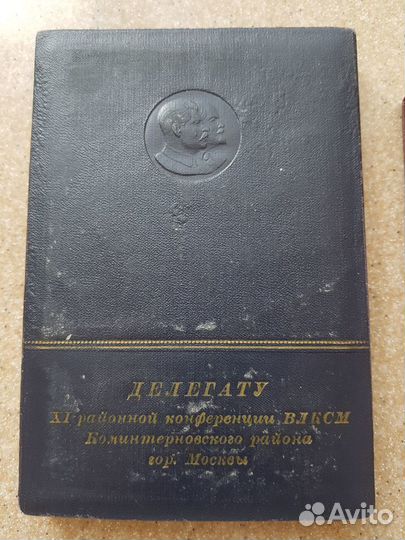 ДЕЛЕГАТУ
XI районной конференции ВЛКСМ
Коминтерновского района
гор. Москвы
Avito